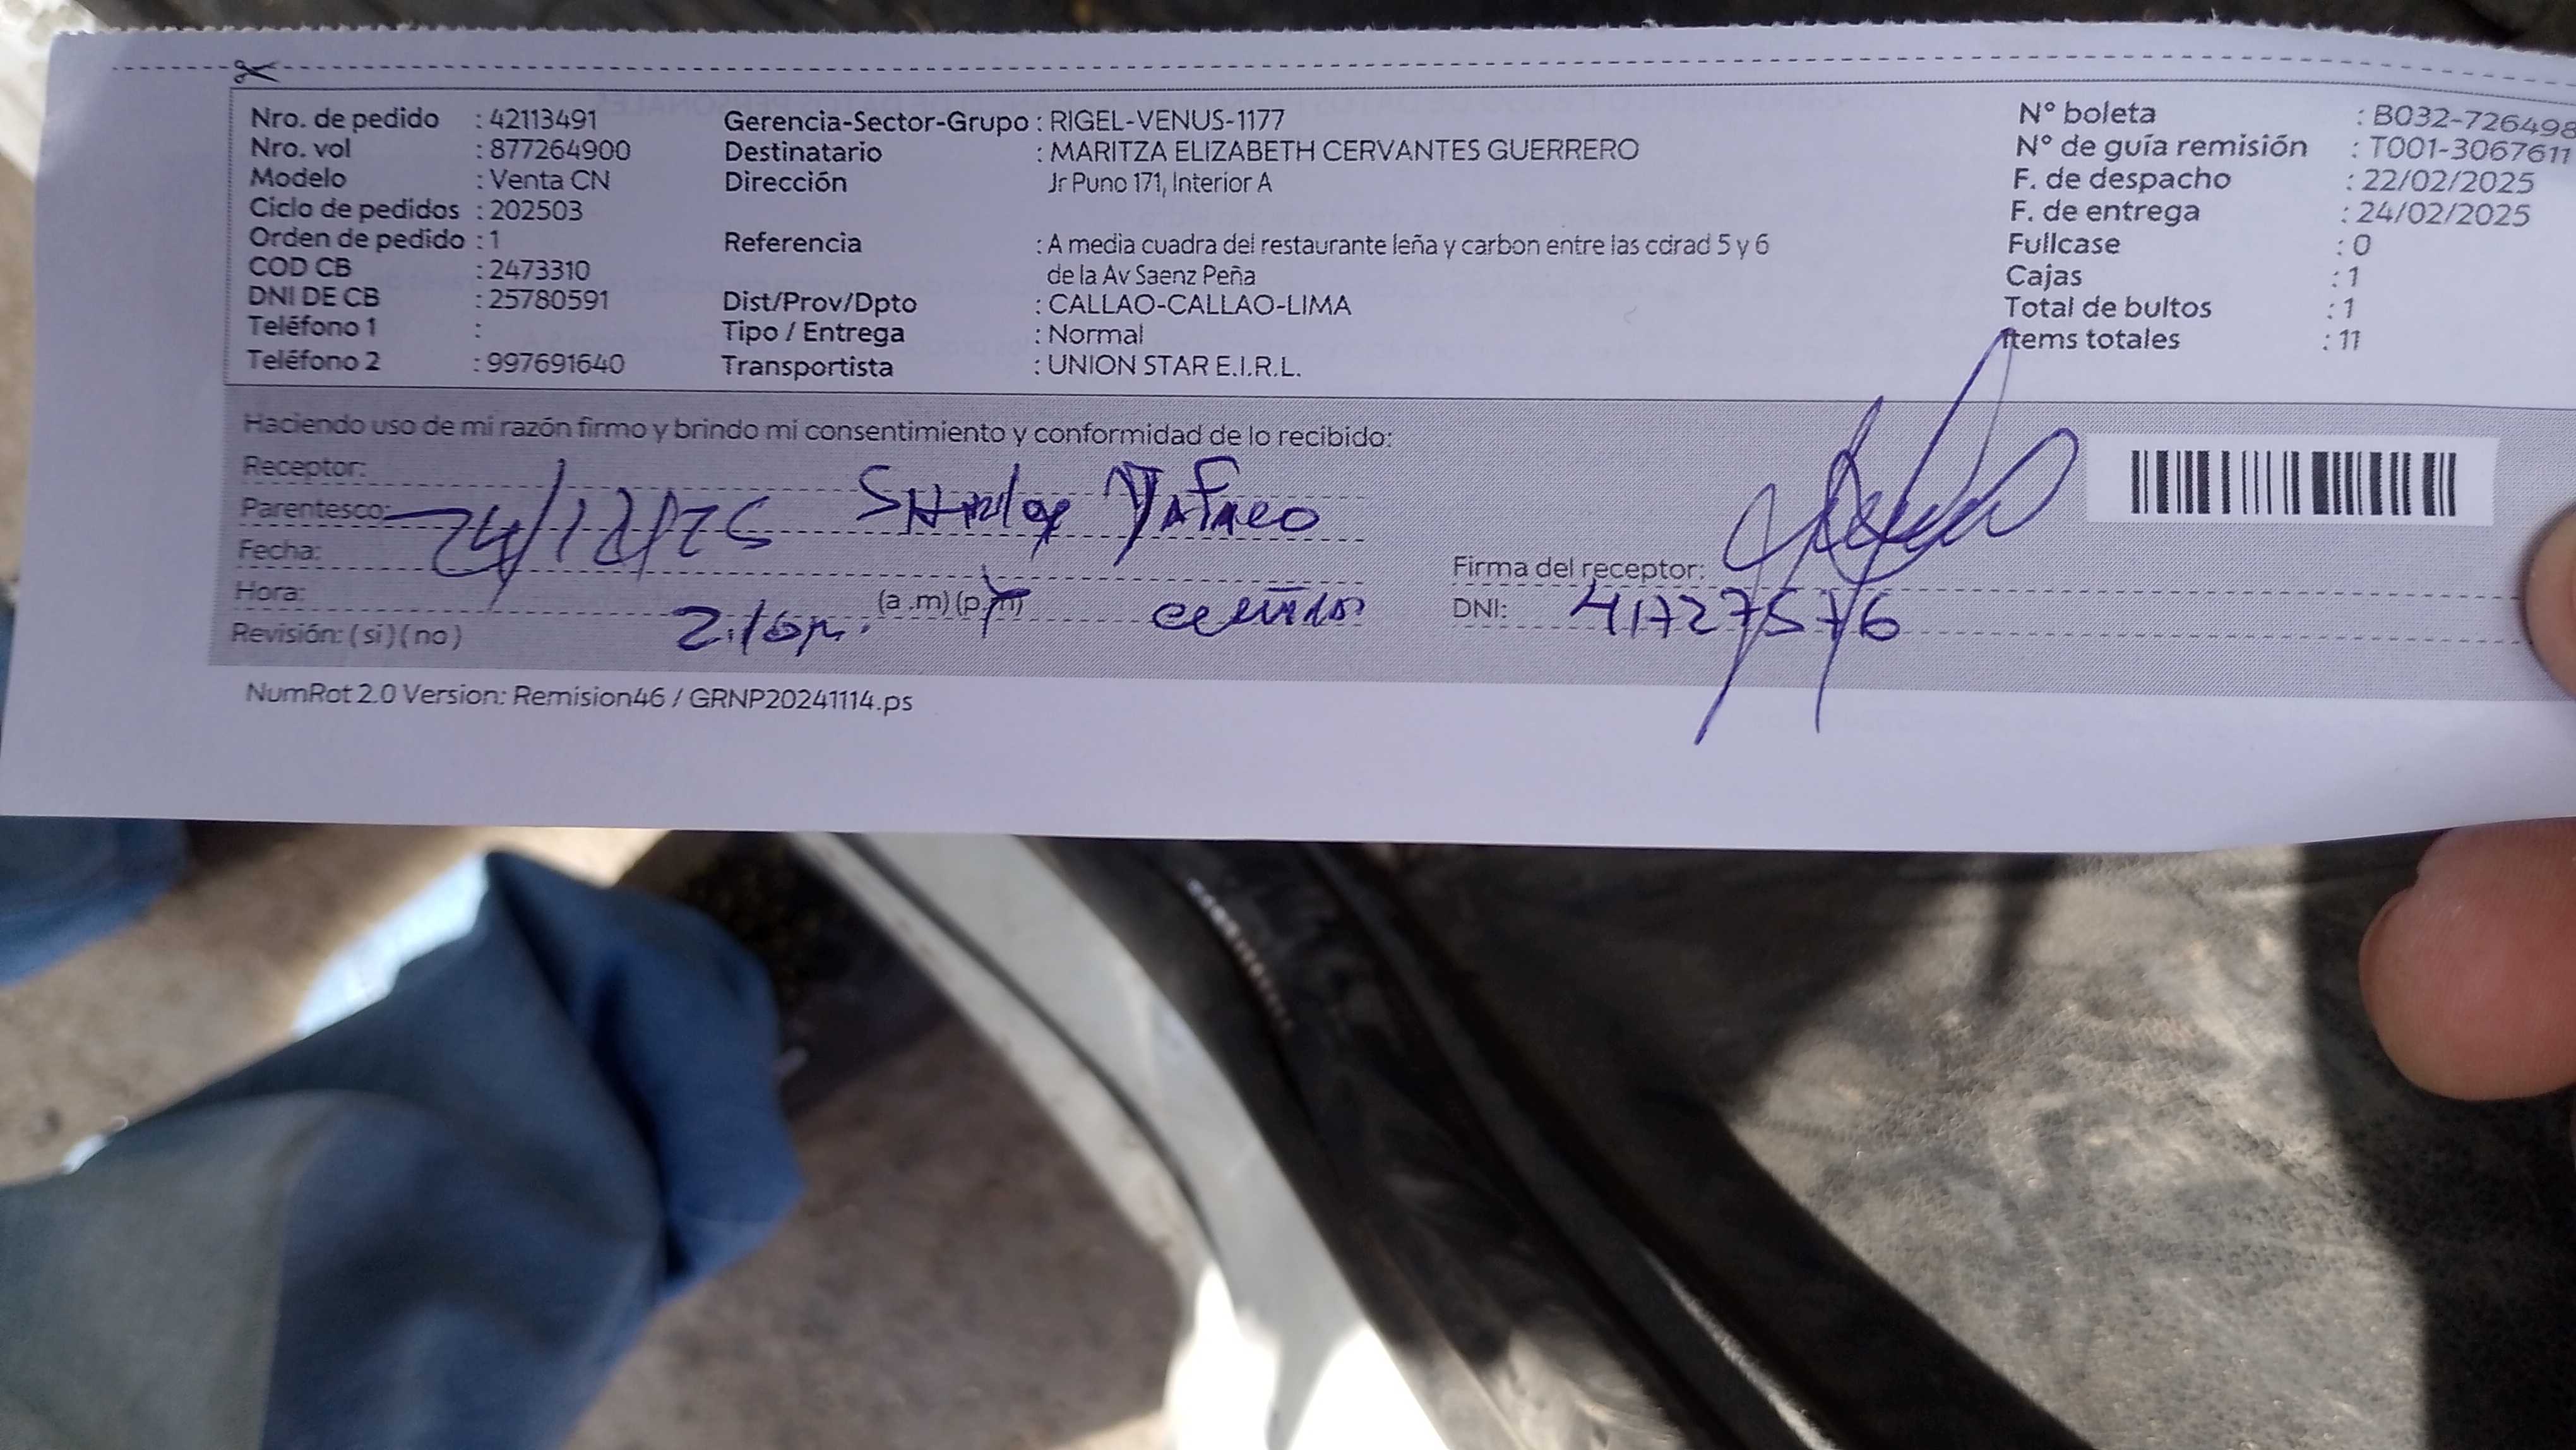 Nro. de pedido : 42113491
Nro. vol : 877264900
Modelo : Venta CN
Ciclo de pedidos : 202503
Orden de pedido : 1
COD CB : 2473310
DNI DE CB : 25780591
Teléfono 1 :
Teléfono 2 : 997691640
Gerencia-Sector-Grupo : RIGEL-VENUS-1177
Destinatario : MARITZA ELIZABETH CERVANTES GUERRERO
Dirección Jr Puno 171, Interior A
Referencia : A media cuadra del restaurante leña y carbon entre las cdrad 5 y 6
de la Av Saenz Peña
Dist/Prov/Dpto : CALLAO-CALLAO-LIMA
Tipo / Entrega : Normal
Transportista : UNION STAR E.I.R.L.
N° boleta : B032-726498
N° de guía remisión : T001-3067611
F. de despacho : 22/02/2025
F. de entrega : 24/02/2025
Fullcase : 0
Cajas : 1
Total de bultos : 1
Items totales : 11
Haciendo uso de mi razón firmo y brindo mi consentimiento y conformidad de lo recibido:
Receptor:
Parentesco:
Fecha:
Hora: (a.m) (p.m)
Revisión: ( si ) ( no )
Firma del receptor:
DNI:
NumRot 2.0 Version: Remision46 / GRNP20241114.ps